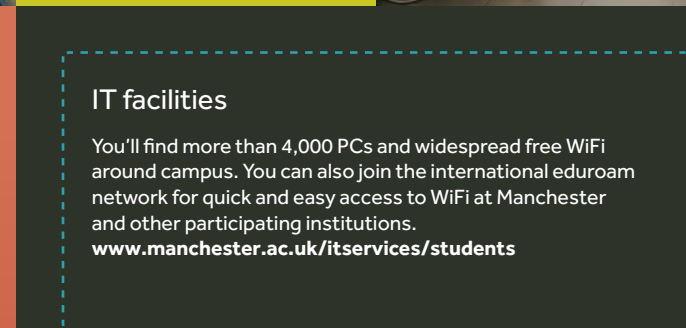 IT facilities
You'll find more than 4,000 PCs and widespread free WiFi
around campus. You can also join the international eduroam
network for quick and easy access to WiFi at Manchester
and other participating institutions.
www.manchester.ac.uk/itservices/students